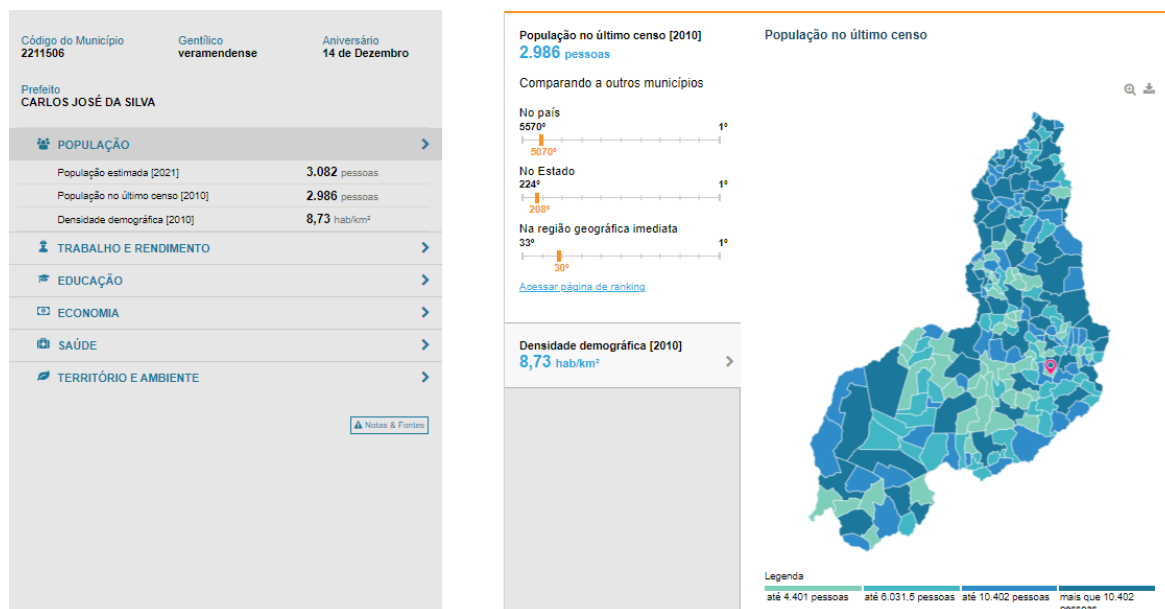 Código do Município Gentílico Aniversário
2211506 veramendense 14 de Dezembro
Prefeito
CARLOS JOSÉ DA SILVA
POPULAÇÃO
População estimada [2021] 3.082 pessoas
População no último censo [2010] 2.986 pessoas
Densidade demográfica [2010] 8,73 hab/km²
TRABALHO E RENDIMENTO
EDUCAÇÃO
ECONOMIA
SAÚDE
TERRITÓRIO E AMBIENTE
Notas & Fontes
População no último censo [2010]
2.986 pessoas
Comparando a outros municípios
No país
5570º 1º
5070º
No Estado
224º 1º
208º
Na região geográfica imediata
33º 1º
30º
Acessar página de ranking
Densidade demográfica [2010]
8,73 hab/km²
População no último censo
Legenda
até 4.401 pessoas até 6.031,5 pessoas até 10.402 pessoas mais que 10.402
pessoas